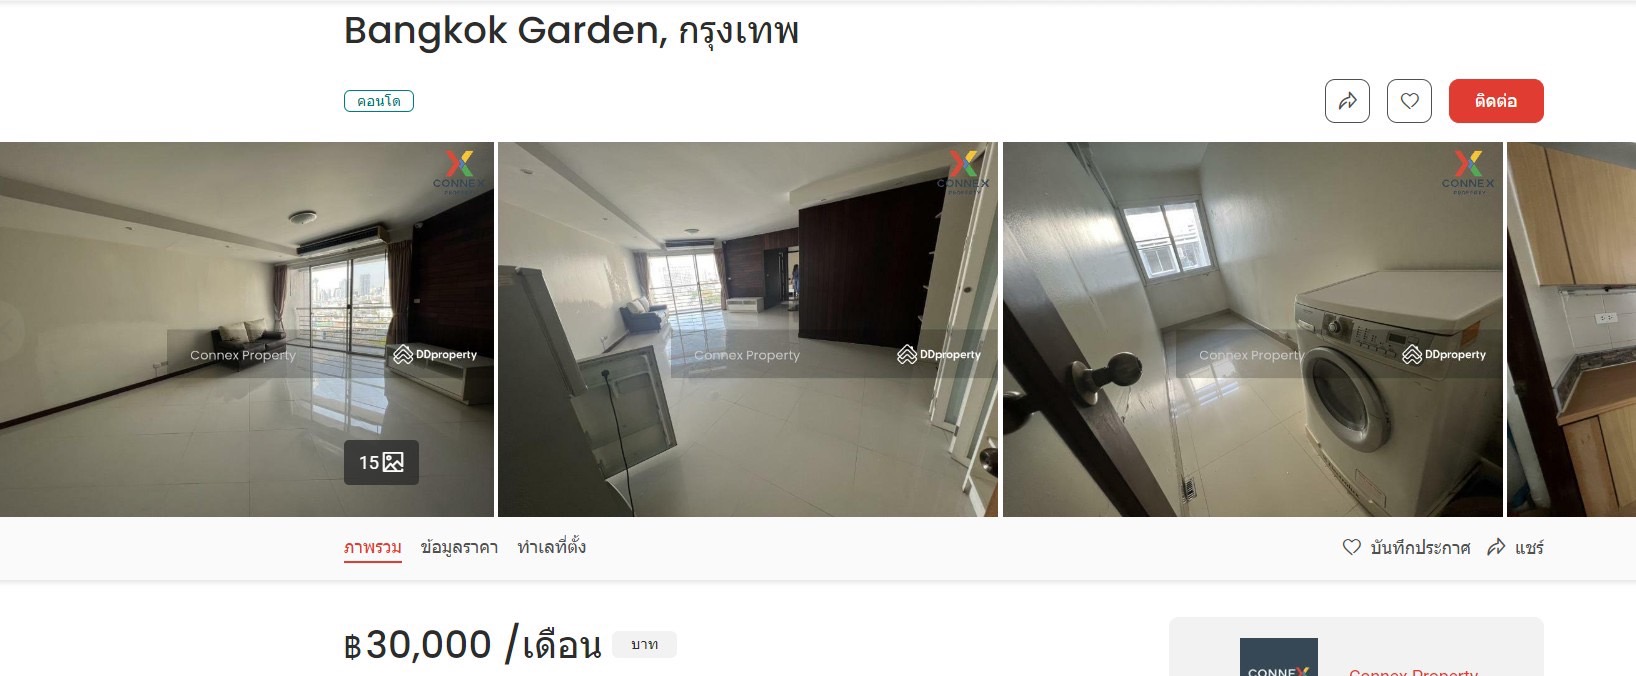 Bangkok Garden, กรุงเทพ
คอนโด
ติดต่อ
CONNEX
PROPERTY
CONNEX
PROPERTY
CONNEX
PROPERTY
Connex Property
DDproperty
Connex Property
DDproperty
Connex Property
DDproperty
15
ภาพรวม ข้อมูลราคา ทำเลที่ตั้ง
บันทึกประกาศ แชร์
฿30,000 /เดือน บาท
CONNEX
Connex Property